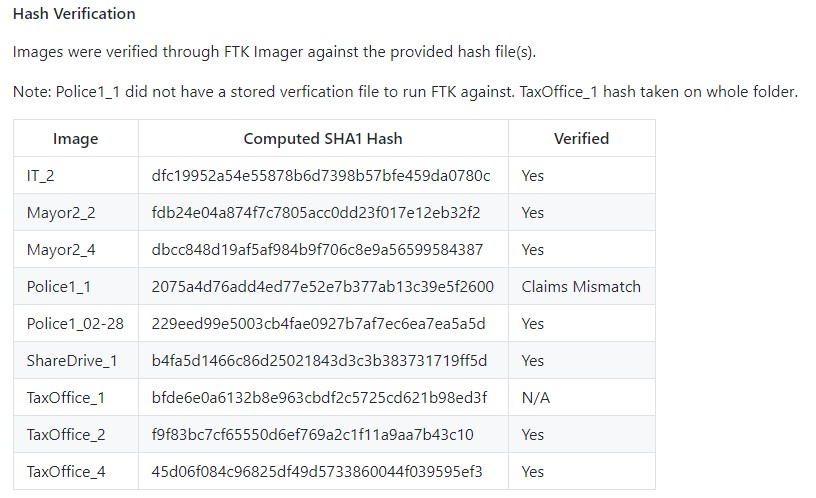 Hash Verification
Images were verified through FTK Imager against the provided hash file(s).
Note: Police1_1 did not have a stored verfication file to run FTK against. TaxOffice_1 hash taken on whole folder.
Image Computed SHA1 Hash Verified
IT_2 dfc19952a54e55878b6d7398b57bfe459da0780c Yes
Mayor2_2 fdb24e04a874f7c7805acc0dd23f017e12eb32f2 Yes
Mayor2_4 dbcc848d19af5af984b9f706c8e9a56599584387 Yes
Police1_1 2075a4d76add4ed77e52e7b377ab13c39e5f2600 Claims Mismatch
Police1_02-28 229eed99e5003cb4fae0927b7af7ec6ea7ea5a5d Yes
ShareDrive_1 b4fa5d1466c86d25021843d3c3b383731719ff5d Yes
TaxOffice_1 bfde6e0a6132b8e963cbdf2c5725cd621b98ed3f N/A
TaxOffice_2 f9f83bc7cf65550d6ef769a2c1f11a9aa7b43c10 Yes
TaxOffice_4 45d06f084c96825df49d5733860044f039595ef3 Yes